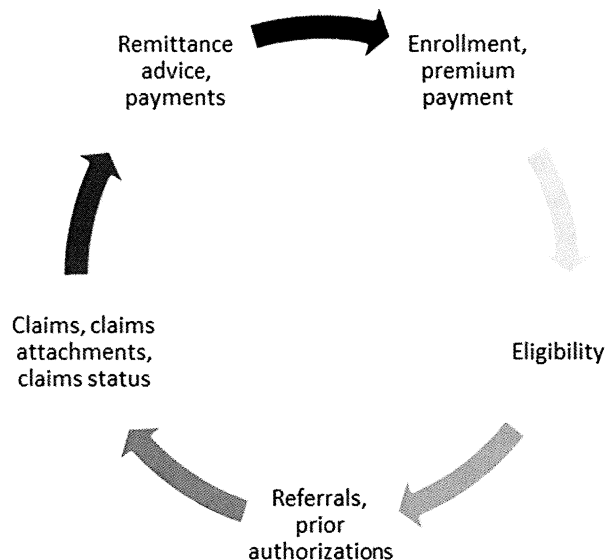 Remittance
advice,
payments
Enrollment,
premium
payment
Eligibility
Referrals,
prior
authorizations
Claims, claims
attachments,
claims status